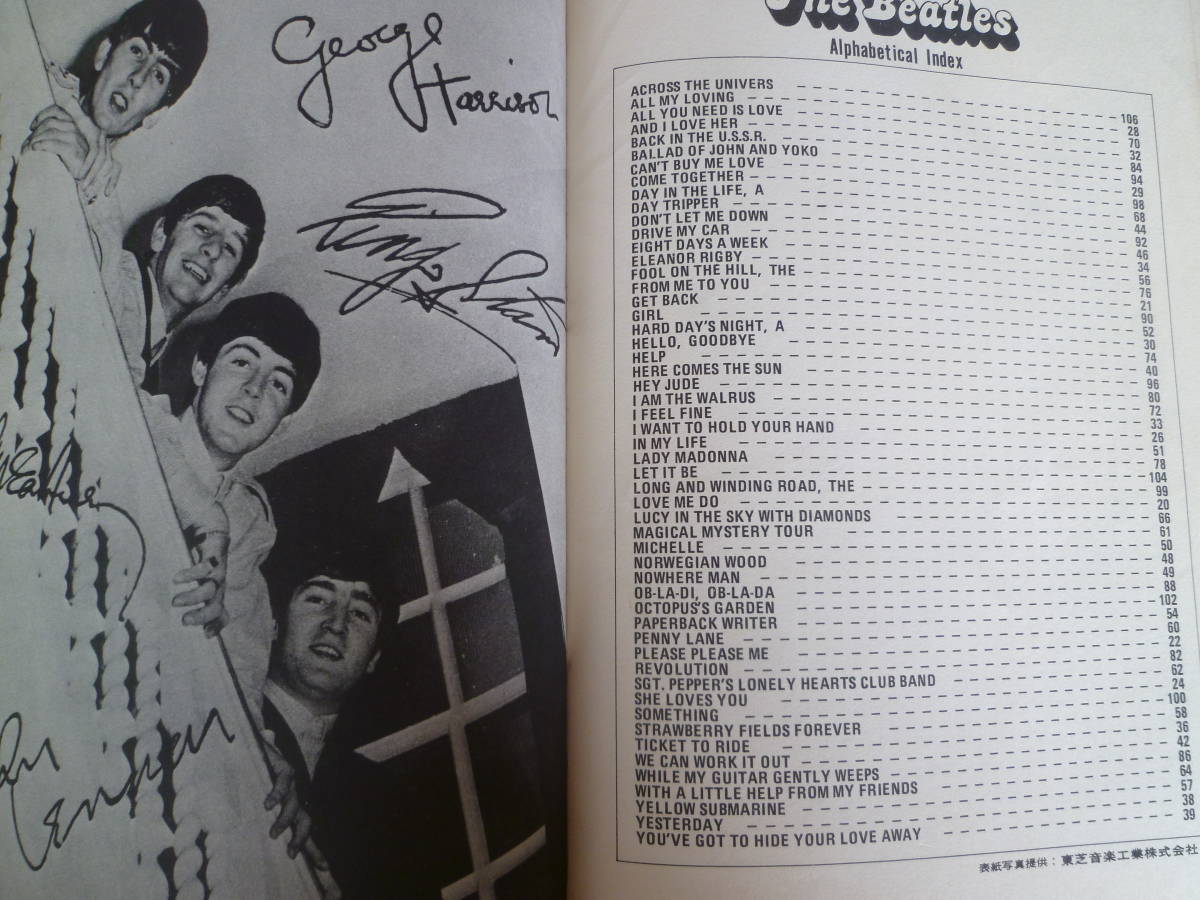 George
Harrison
Ringo Starr
The Beatles
Alphabetical Index
ACROSS THE UNIVERS 106
ALL MY LOVING 28
ALL YOU NEED IS LOVE 70
AND I LOVE HER 32
BACK IN THE U.S.S.R. 84
BALLAD OF JOHN AND YOKO 94
CAN'T BUY ME LOVE 29
COME TOGETHER 98
DAY IN THE LIFE, A 68
DAY TRIPPER 44
DON'T LET ME DOWN 92
DRIVE MY CAR 46
EIGHT DAYS A WEEK 34
ELEANOR RIGBY 56
FOOL ON THE HILL, THE 76
FROM ME TO YOU 21
GET BACK 90
GIRL 52
HARD DAY'S NIGHT, A 30
HELLO, GOODBYE 74
HELP 40
HERE COMES THE SUN 96
HEY JUDE 80
I AM THE WALRUS 72
I FEEL FINE 33
I WANT TO HOLD YOUR HAND 26
IN MY LIFE 51
LADY MADONNA 78
LET IT BE 104
LONG AND WINDING ROAD, THE 99
LOVE ME DO 20
LUCY IN THE SKY WITH DIAMONDS 66
MAGICAL MYSTERY TOUR 61
MICHELLE 50
NORWEGIAN WOOD 48
NOWHERE MAN 49
OB-LA-DI, OB-LA-DA 88
OCTOPUS'S GARDEN 102
PAPERBACK WRITER 54
PENNY LANE 60
PLEASE PLEASE ME 22
REVOLUTION 82
SGT. PEPPER'S LONELY HEARTS CLUB BAND 62
SHE LOVES YOU 24
SOMETHING 100
STRAWBERRY FIELDS FOREVER 58
TICKET TO RIDE 36
WE CAN WORK IT OUT 42
WHILE MY GUITAR GENTLY WEEPS 86
WITH A LITTLE HELP FROM MY FRIENDS 64
YELLOW SUBMARINE 57
YESTERDAY 38
YOU'VE GOT TO HIDE YOUR LOVE AWAY 39
表紙写真提供：東芝音楽工業株式会社